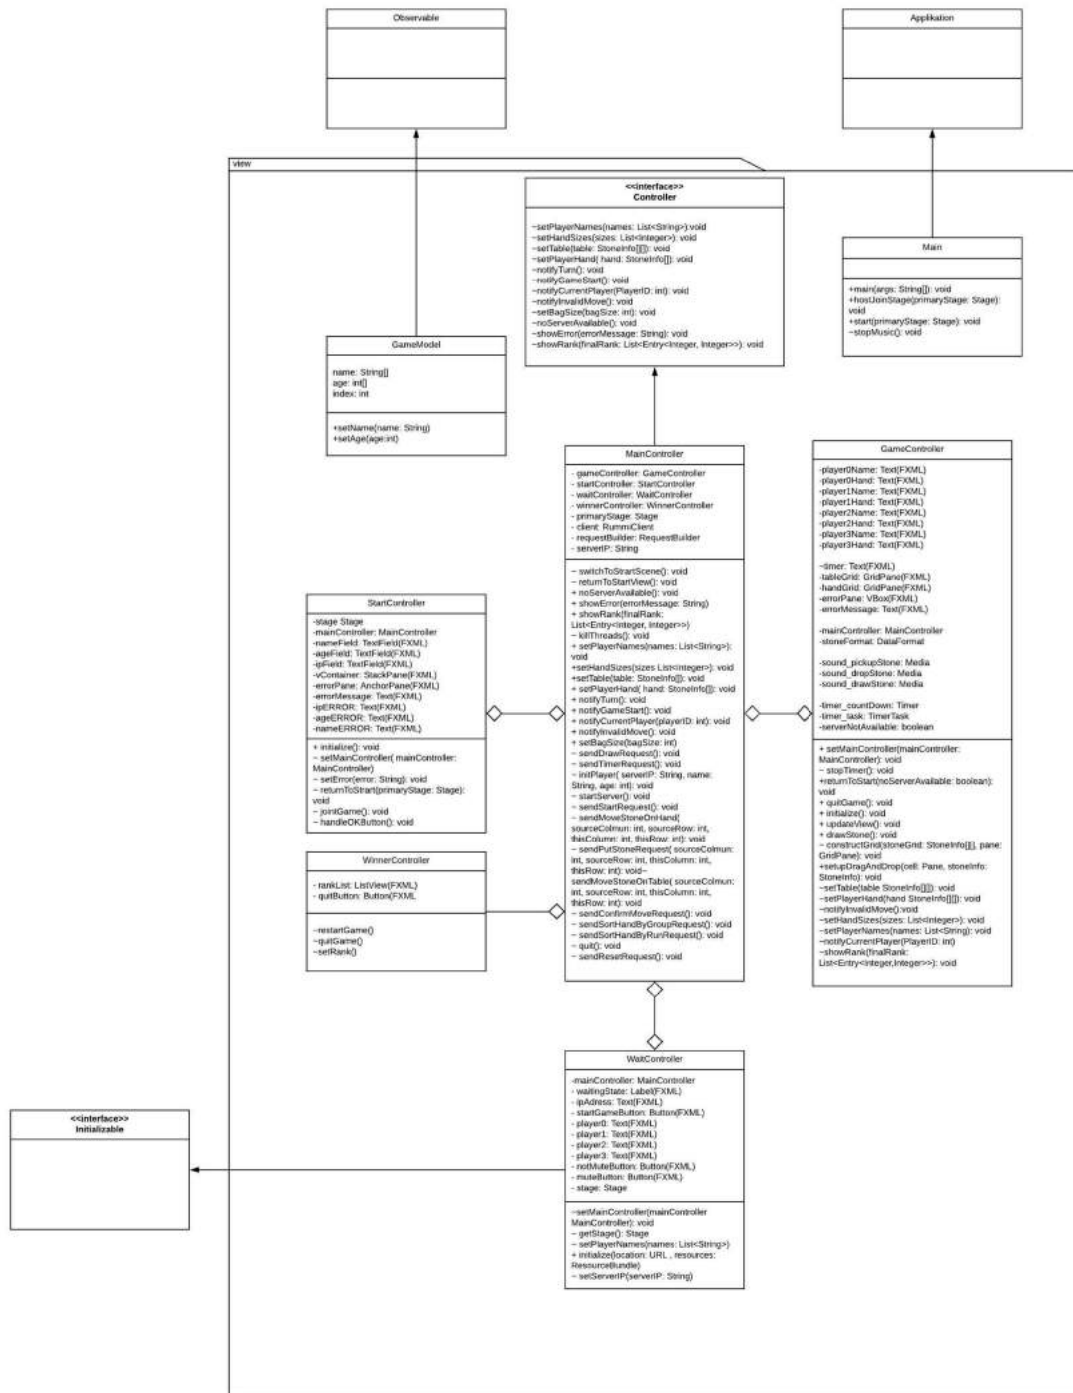 Observable
Applikation
view
<<interface>>
Controller
~setPlayerNames(names: List<String>):void
~setHandSizes(sizes: List<Integer>): void
~setTable(table: StoneInfo[][]): void
~setPlayerHand( hand: StoneInfo[]): void
~notifyTurn(): void
~notifyGameStart(): void
~notifyCurrentPlayer(PlayerID: int): void
~notifyInvalidMove(): void
~setBagSize(bagSize: int): void
~noServerAvailable(): void
~showError(errorMessage: String): void
~showRank(finalRank: List<Entry<Integer, Integer>>): void
Main
+main(args: String[]): void
+hostJoinStage(primaryStage: Stage):
void
+start(primaryStage: Stage): void
~stopMusic(): void
GameModel
name: String[]
age: int[]
index: int
+setName(name: String)
+setAge(age:int)
MainController
- gameController: GameController
- startController: StartController
- waitController: WaitController
- winnerController: WinnerController
- primaryStage: Stage
- client: RummiClient
- requestBuilder: RequestBuilder
- serverIP: String
~ switchToStrartScene(): void
~ returnToStartView(): void
+ noServerAvailable(): void
+ showError(errorMessage: String)
+ showRank(finalRank:
List<Entry<Integer, Integer>>)
~ killThreads(): void
+ setPlayerNames(names: List<String>):
void
+setHandSizes(sizes List<Integer>): void
+setTable(table: StoneInfo[]): void
+ setPlayerHand( hand: StoneInfo[]): void
+ notifyTurn(): void
+ notifyGameStart(): void
+ notifyCurrentPlayer(playerID: int): void
+ notifyInvalidMove(): void
+ setBagSize(bagSize: int)
~ sendDrawRequest(): void
~ sendTimerRequest(): void
~ initPlayer( serverIP: String, name:
String, age: int): void
~ startServer(): void
~ sendStartRequest(): void
~ sendMoveStoneOnHand(
sourceColmun: int, sourceRow: int,
thisColumn: int, thisRow: int): void
~ sendPutStoneRequest( sourceColmun:
int, sourceRow: int, thisColumn: int,
thisRow: int): void~
sendMoveStoneOnTable( sourceColmun:
int, sourceRow: int, thisColumn: int,
thisRow: int): void
~ sendConfirmMoveRequest(): void
~ sendSortHandByGroupRequest(): void
~ sendSortHandByRunRequest(): void
~ quit(): void
~ sendResetRequest(): void
GameController
-player0Name: Text(FXML)
-player0Hand: Text(FXML)
-player1Name: Text(FXML)
-player1Hand: Text(FXML)
-player2Name: Text(FXML)
-player2Hand: Text(FXML)
-player3Name: Text(FXML)
-player3Hand: Text(FXML)
~timer: Text(FXML)
-tableGrid: GridPane(FXML)
-handGrid: GridPane(FXML)
-errorPane: VBox(FXML)
-errorMessage: Text(FXML)
-mainController: MainController
-stoneFormat: DataFormat
-sound_pickupStone: Media
-sound_dropStone: Media
-sound_drawStone: Media
-timer_countDown: Timer
-timer_task: TimerTask
-serverNotAvailable: boolean
+ setMainController(mainController:
MainController): void
~ stopTimer(): void
+returnToStart(noServerAvailable: boolean):
void
+ quitGame(): void
+ initialize(): void
+ updateView(): void
+ drawStone(): void
~ constructGrid(stoneGrid: StoneInfo[][], pane:
GridPane): void
+setupDragAndDrop(cell: Pane, stoneInfo:
StoneInfo): void
~setTable(table StoneInfo[][]): void
~setPlayerHand(hand StoneInfo[][]): void
~notifyInvalidMove():void
~setHandSizes(sizes: List<Integer>): void
~setPlayerNames(names: List<String): void
~notifyCurrentPlayer(PlayerID: int)
~showRank(finalRank:
List<Entry<Integer,Integer>>): void
StartController
-stage Stage
-mainController: MainController
-nameField: TextField(FXML)
-ageField: TextField(FXML)
-ipField: TextField(FXML)
-vContainer: StackPane(FXML)
-errorPane: AnchorPane(FXML)
-errorMessage: Text(FXML)
-ipERROR: Text(FXML)
-ageERROR: Text(FXML)
-nameERROR: Text(FXML)
+ initialize(): void
~ setMainController( mainController:
MainController)
~ setError(error: String): void
~ returnToStrart(primaryStage: Stage):
void
~ jointGame(): void
~ handleOKButton(): void
WinnerController
- rankList: ListView(FXML)
- quitButton: Button(FXML
~restartGame()
~quitGame()
~setRank()
WaitController
-mainController: MainController
- waitingState: Label(FXML)
- ipAdress: Text(FXML)
- startGameButton: Button(FXML)
- player0: Text(FXML)
- player1: Text(FXML)
- player2: Text(FXML)
- player3: Text(FXML)
- notMuteButton: Button(FXML)
- muteButton: Button(FXML)
- stage: Stage
~setMainController(mainController
MainController): void
~ getStage(): Stage
~ setPlayerNames(names: List<String>)
+ initialize(location: URL , resources:
ResourceBundle)
~ setServerIP(serverIP: String)
<<interface>>
Initializable